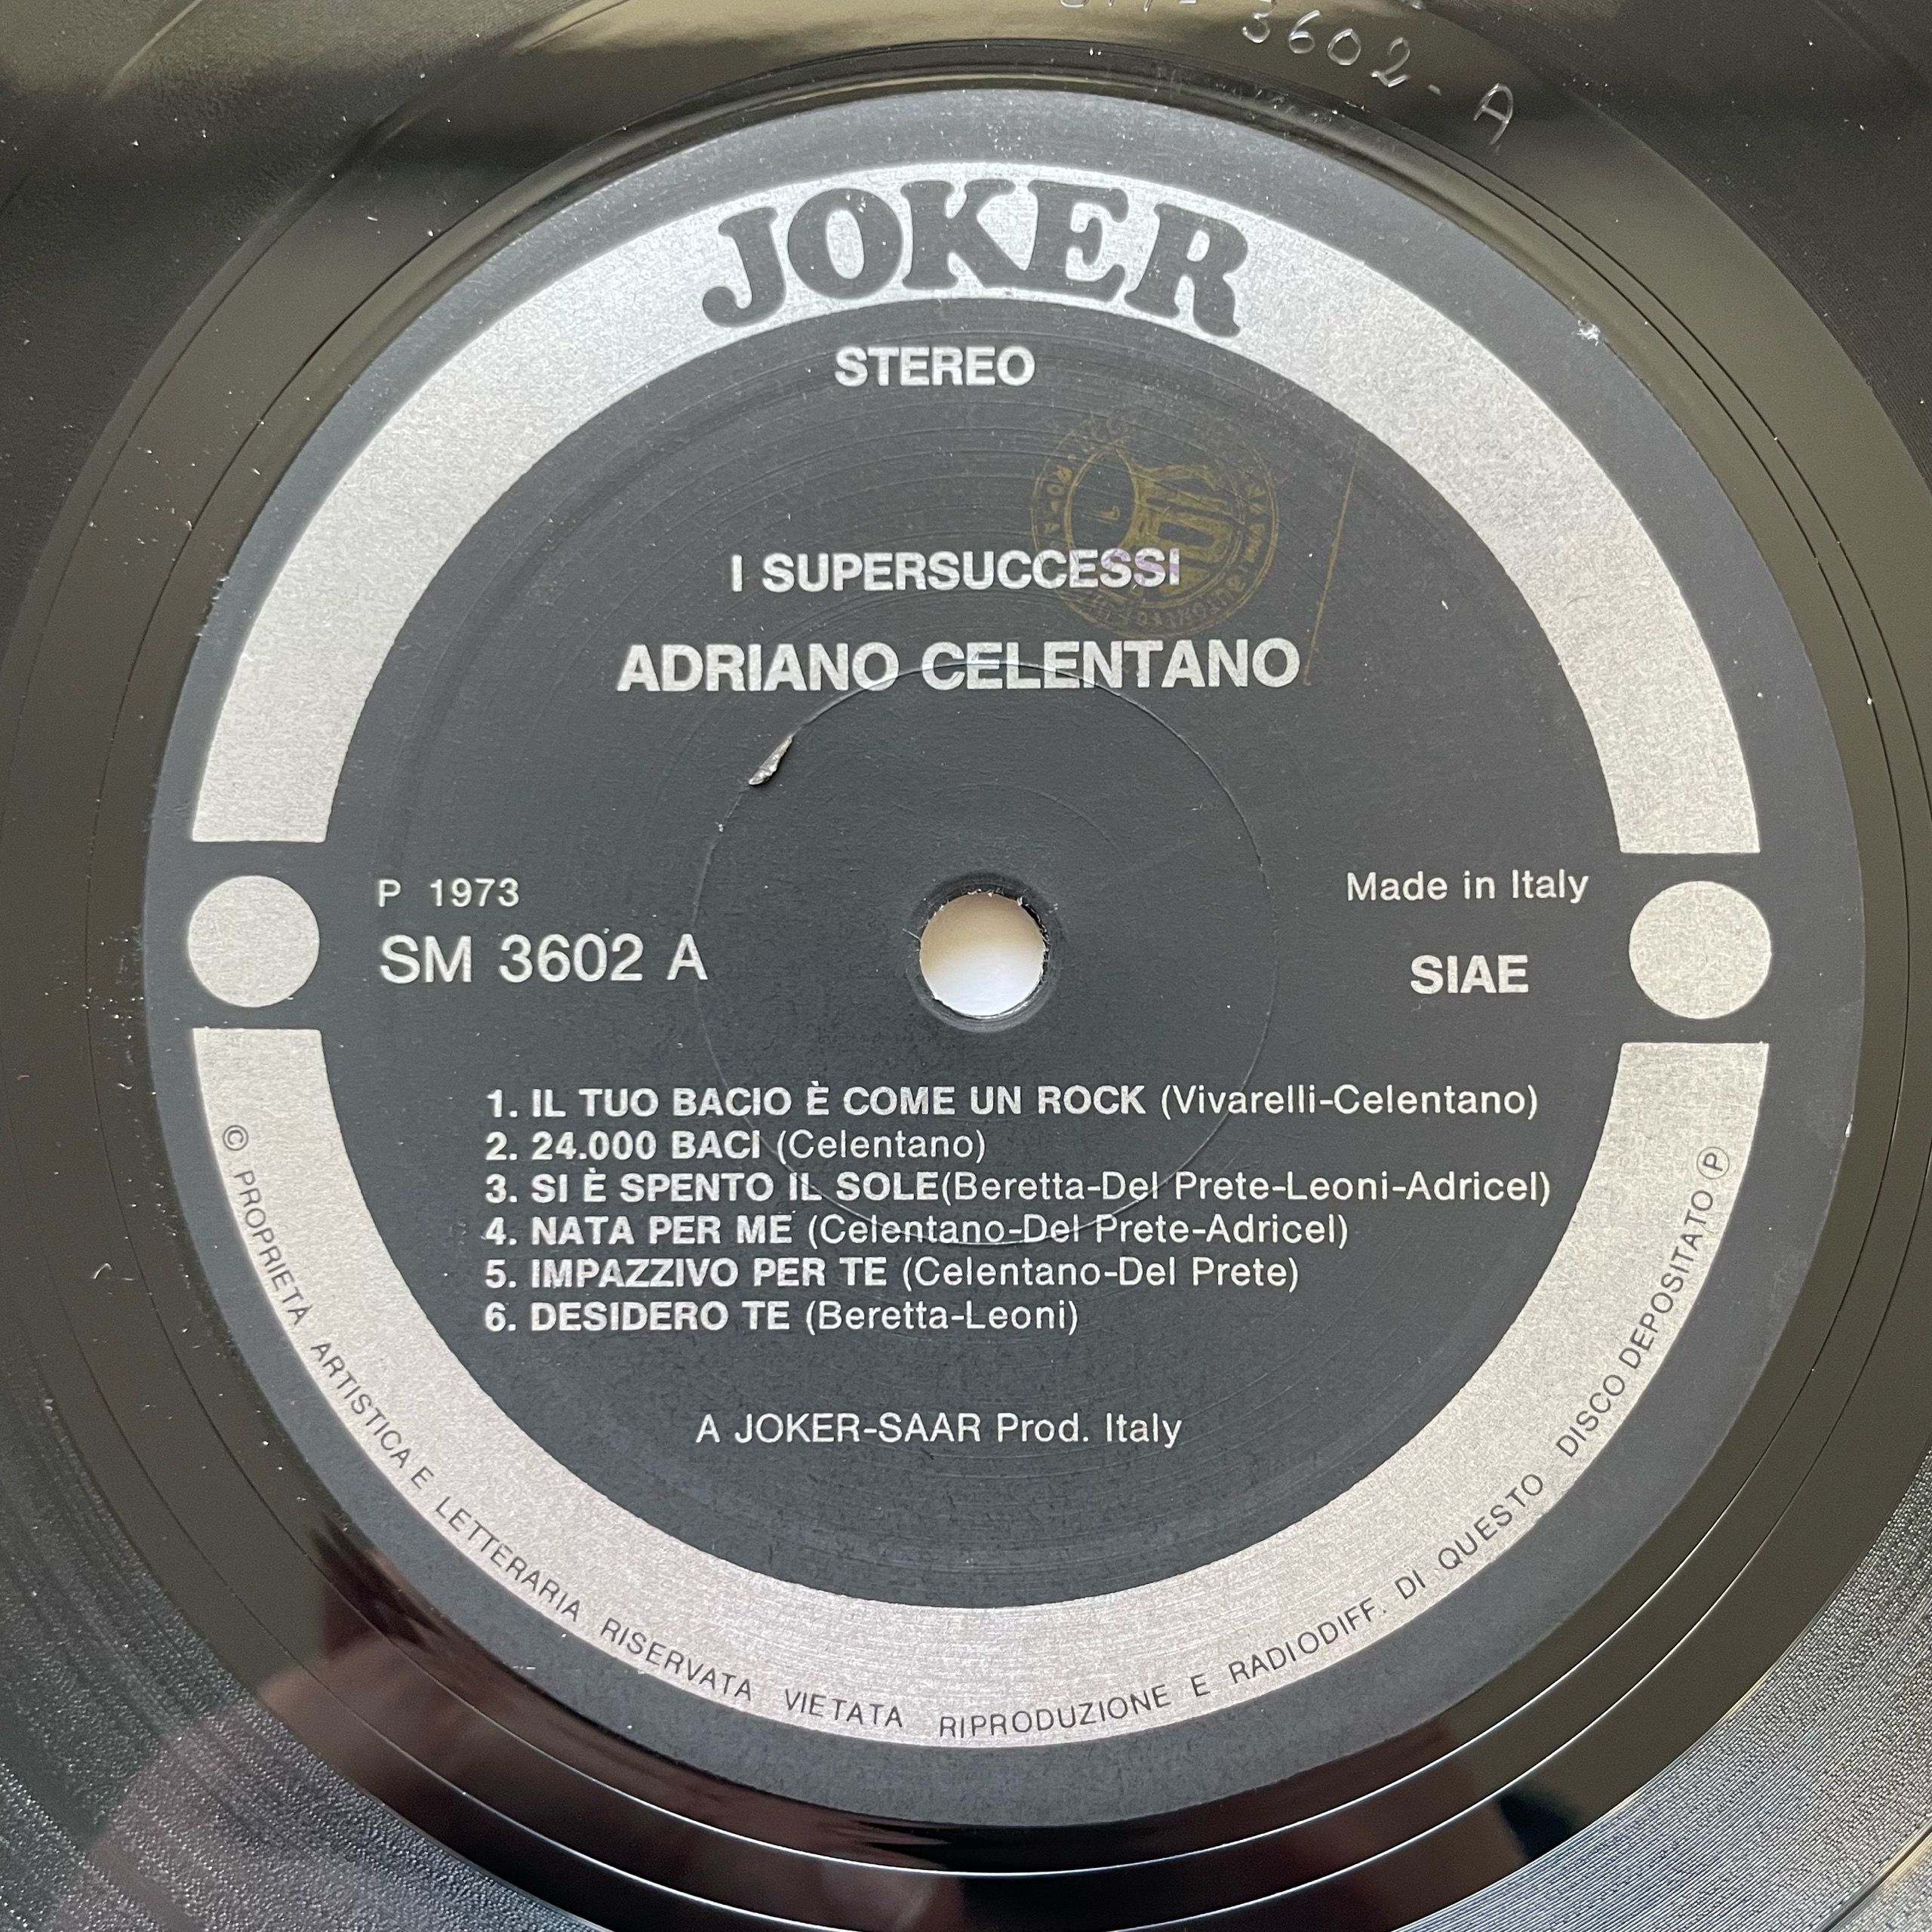 3602-A
JOKER
STEREO
I SUPERSUCCESSI
ADRIANO CELENTANO
P 1973
SM 3602 A
Made in Italy
SIAE
1. IL TUO BACIO È COME UN ROCK (Vivarelli-Celentano)
2. 24.000 BACI (Celentano)
3. SI È SPENTO IL SOLE(Beretta-Del Prete-Leoni-Adricel)
4. NATA PER ME (Celentano-Del Prete-Adricel)
5. IMPAZZIVO PER TE (Celentano-Del Prete)
6. DESIDERO TE (Beretta-Leoni)
A JOKER-SAAR Prod. Italy
© PROPRIETÀ ARTISTICA E LETTERARIA RISERVATA VIETATA RIPRODUZIONE E RADIODIFF. DI QUESTO DISCO DEPOSITATO Ⓟ